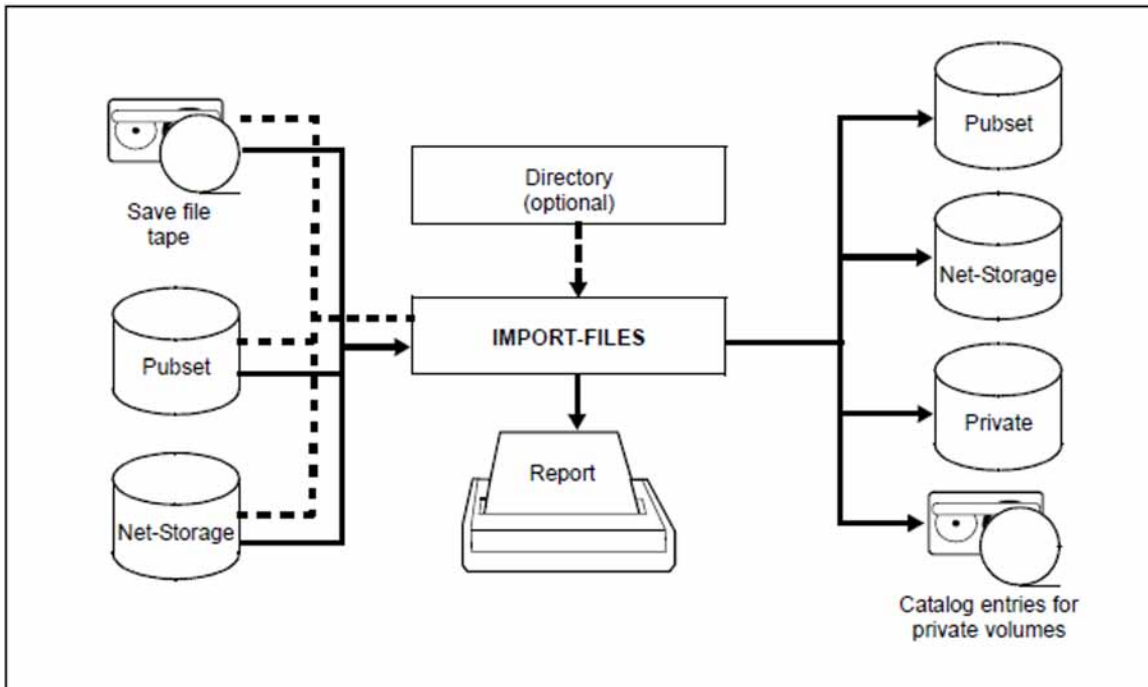 Save file
tape
Pubset
Net-Storage
Directory
(optional)
IMPORT-FILES
Report
Pubset
Net-Storage
Private
Catalog entries for
private volumes